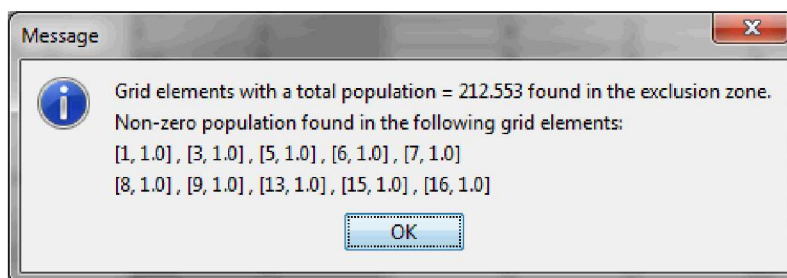 Message
Grid elements with a total population = 212.553 found in the exclusion zone.
Non-zero population found in the following grid elements:
[1, 1.0] , [3, 1.0] , [5, 1.0] , [6, 1.0] , [7, 1.0]
[8, 1.0] , [9, 1.0] , [13, 1.0] , [15, 1.0] , [16, 1.0]
OK